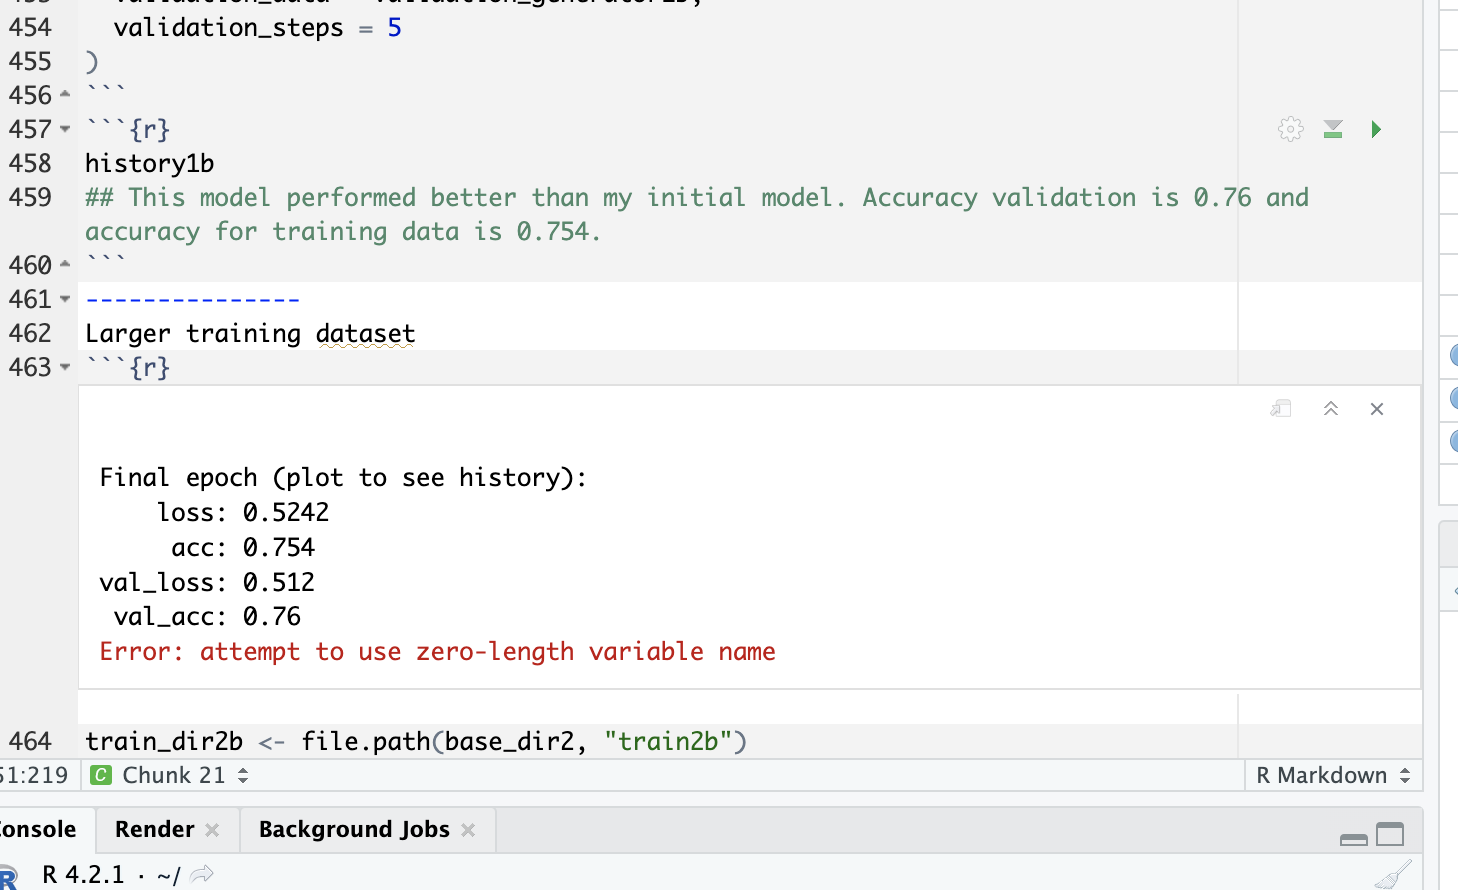 454 validation_steps = 5
455 )
456 ```
457 ```{r}
458 history1b
459 ## This model performed better than my initial model. Accuracy validation is 0.76 and
accuracy for training data is 0.754.
460 ```
461 ---------------
462 Larger training dataset
463 ```{r}
Final epoch (plot to see history):
loss: 0.5242
acc: 0.754
val_loss: 0.512
val_acc: 0.76
Error: attempt to use zero-length variable name
464 train_dir2b <- file.path(base_dir2, "train2b")
51:219 C Chunk 21 R Markdown
Console Render Background Jobs
R R 4.2.1 · ~/